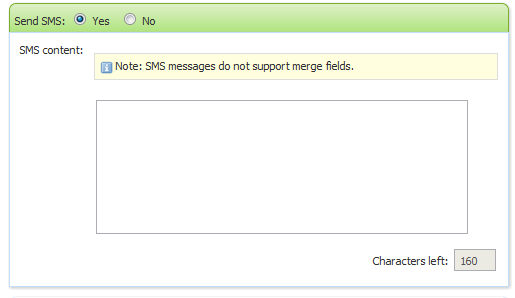 Send SMS: Yes No
SMS content:
Note: SMS messages do not support merge fields.
Characters left: 160